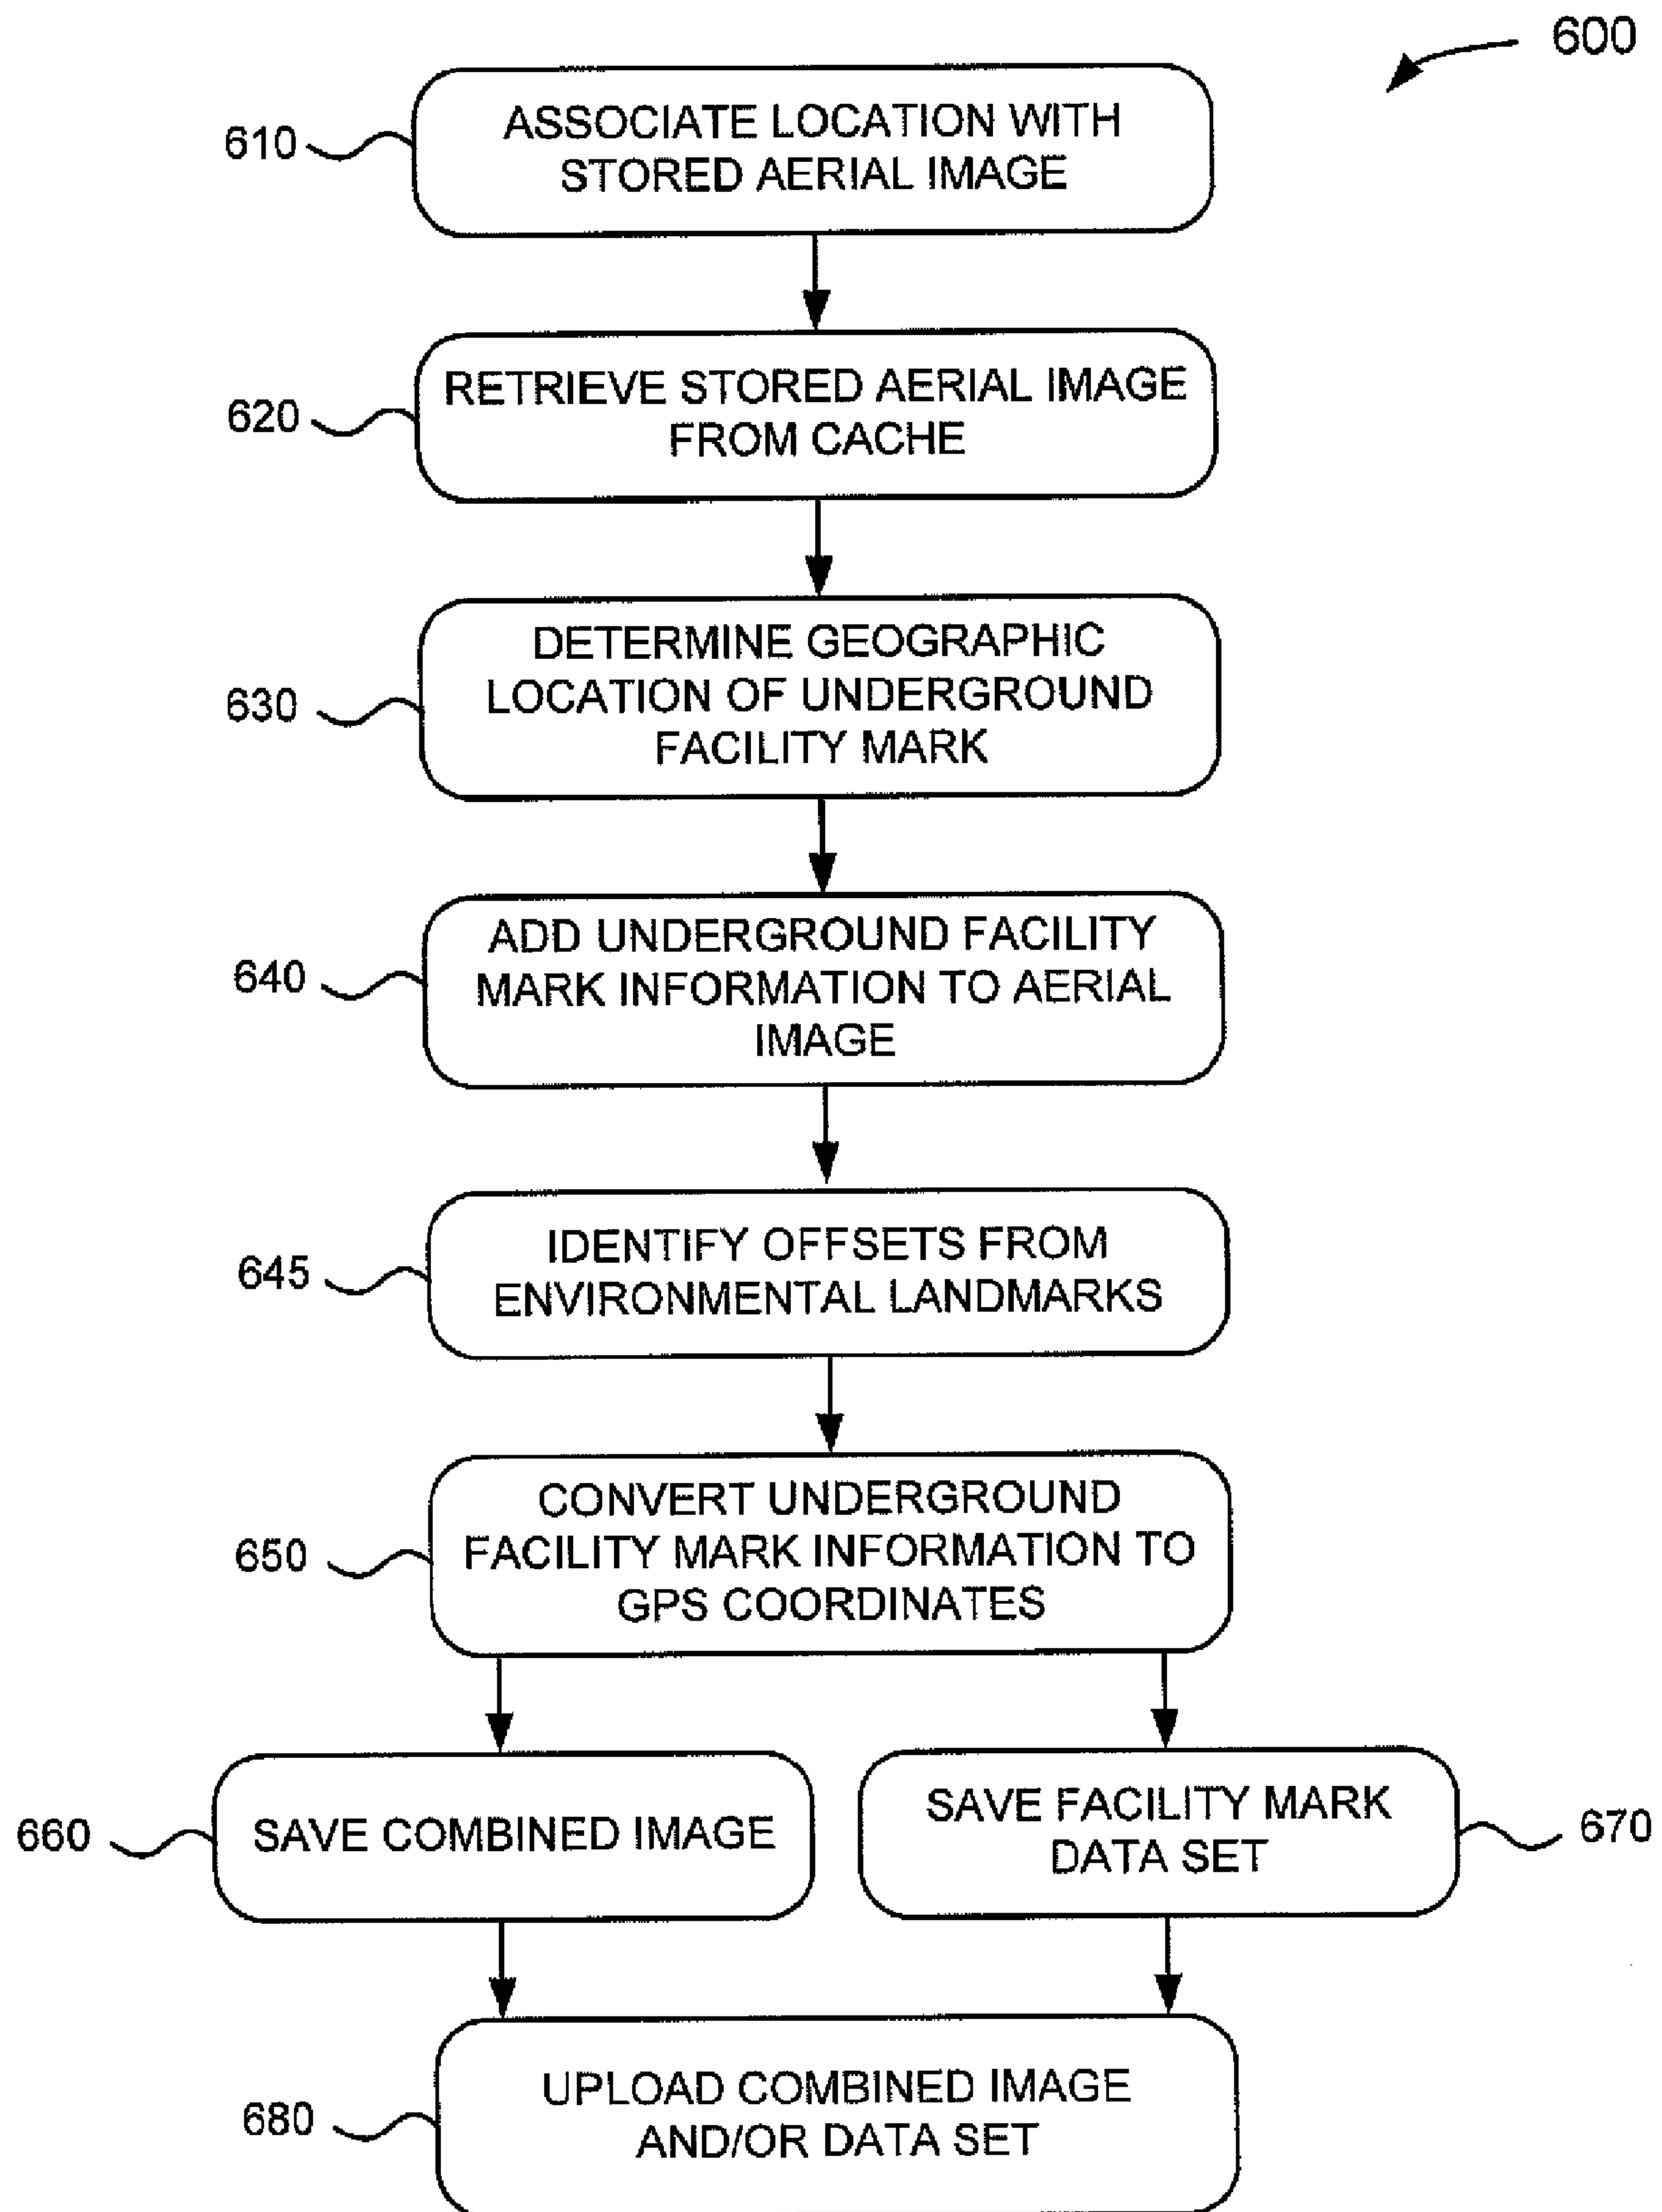 600
610
ASSOCIATE LOCATION WITH
STORED AERIAL IMAGE
620
RETRIEVE STORED AERIAL IMAGE
FROM CACHE
630
DETERMINE GEOGRAPHIC
LOCATION OF UNDERGROUND
FACILITY MARK
640
ADD UNDERGROUND FACILITY
MARK INFORMATION TO AERIAL
IMAGE
645
IDENTIFY OFFSETS FROM
ENVIRONMENTAL LANDMARKS
650
CONVERT UNDERGROUND
FACILITY MARK INFORMATION TO
GPS COORDINATES
660
SAVE COMBINED IMAGE
SAVE FACILITY MARK
DATA SET
670
680
UPLOAD COMBINED IMAGE
AND/OR DATA SET